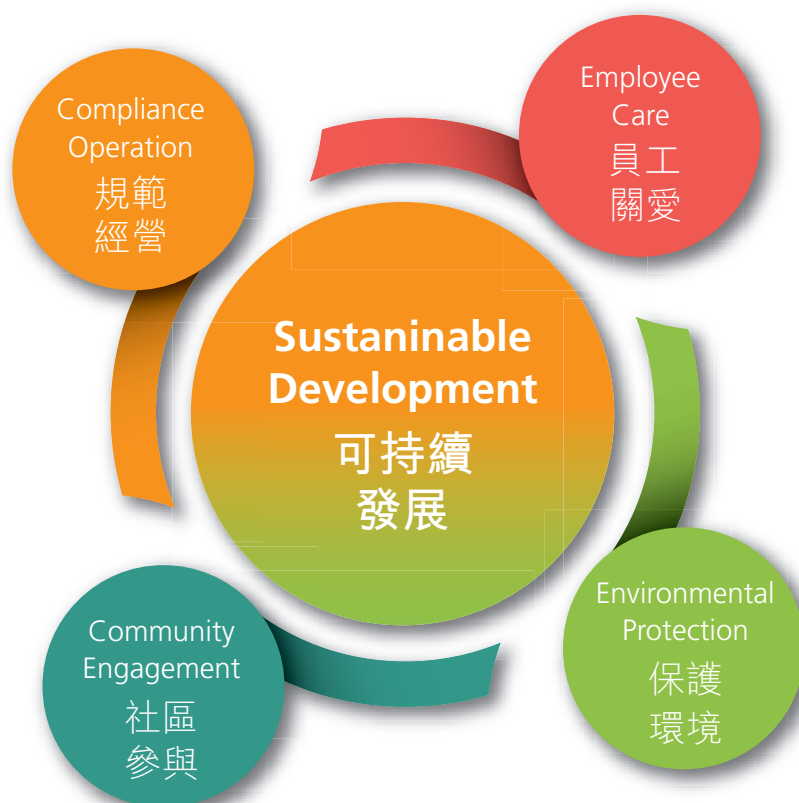 Compliance
Operation
規範
經營
Employee
Care
員工
關愛
Sustaninable
Development
可持續
發展
Community
Engagement
社區
參與
Environmental
Protection
保護
環境